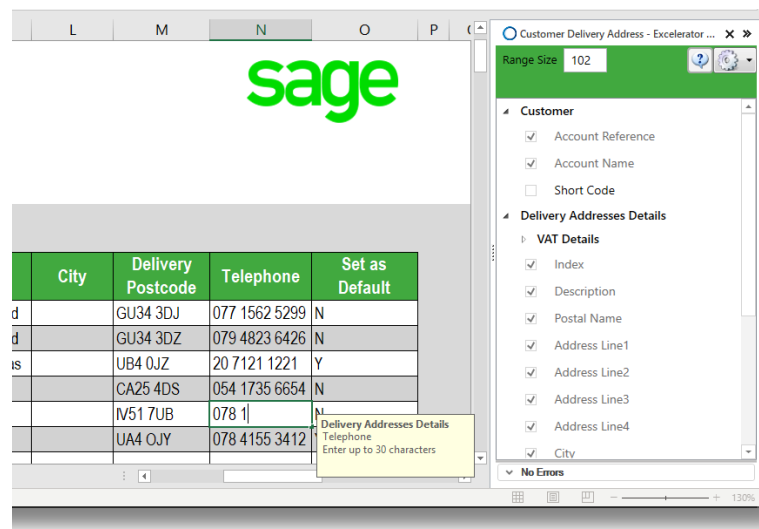 L M N O P
sage
City Delivery Postcode Telephone Set as Default
d GU34 3DJ 077 1562 5299 N
d GU34 3DZ 079 4823 6426 N
us UB4 0JZ 20 7121 1221 Y
CA25 4DS 054 1735 6654 N
IV51 7UB 078 1 N
UA4 OJY 078 4155 3412
Delivery Addresses Details
Telephone
Enter up to 30 characters
Customer Delivery Address - Excelerator ...
Range Size 102
Customer
Account Reference
Account Name
Short Code
Delivery Addresses Details
VAT Details
Index
Description
Postal Name
Address Line1
Address Line2
Address Line3
Address Line4
City
No Errors
130%